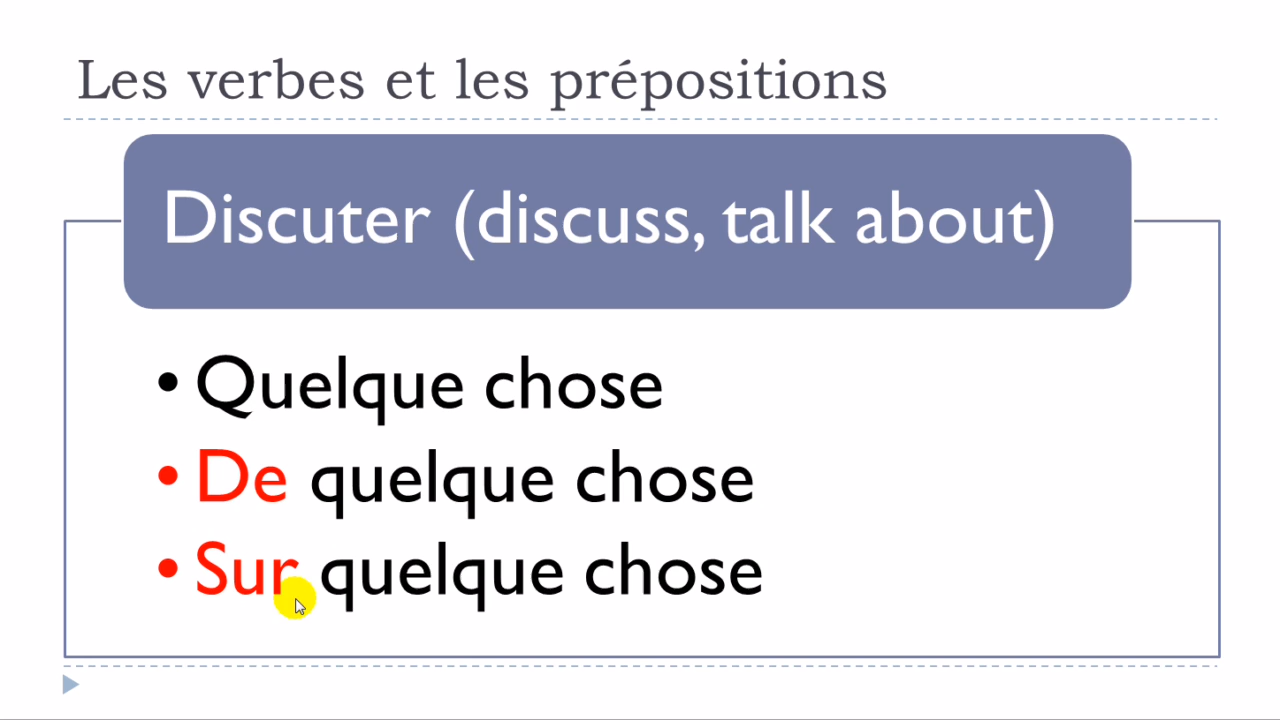 Les verbes et les prépositions
Discuter (discuss, talk about)
• Quelque chose
• De quelque chose
• Sur quelque chose